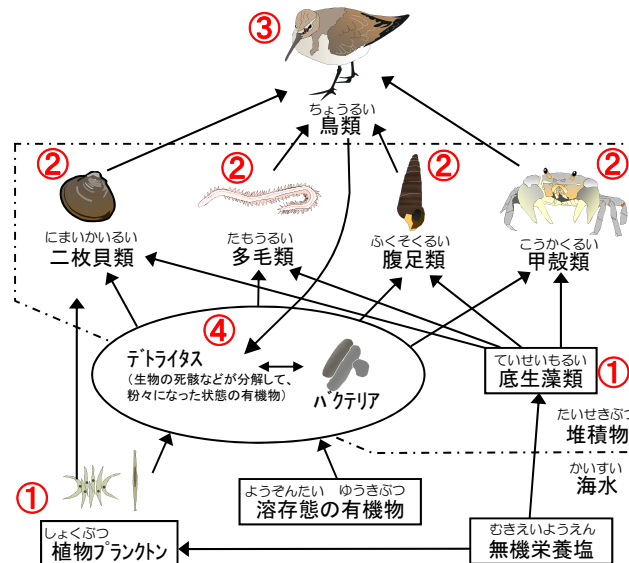 ③
ちょうるい
鳥類
②
②
②
②
にまいかいるい
二枚貝類
たもうるい
多毛類
ふくそくるい
腹足類
こうかくるい
甲殻類
④
デトライタス
(生物の死骸などが分解して、
粉々になった状態の有機物)
バクテリア
ていせいもるい
底生藻類
①
たいせきぶつ
堆積物
かいすい
海水
①
ようぞんたい ゆうきぶつ
溶存態の有機物
しょくぶつ
植物プランクトン
むきえいようえん
無機栄養塩